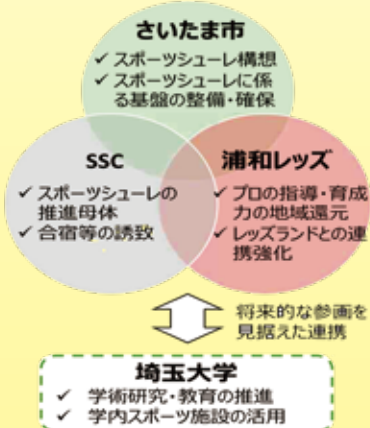 さいたま市
✓ スポーツシューレ構想
✓ スポーツシューレに係
る基盤の整備・確保
SSC
✓ スポーツシューレの
推進母体
✓ 合宿等の誘致
浦和レッズ
✓ プロの指導・育成
力の地域還元
✓ レッズランドとの連
携強化
将来的な参画を
見据えた連携
埼玉大学
✓ 学術研究・教育の推進
✓ 学内スポーツ施設の活用